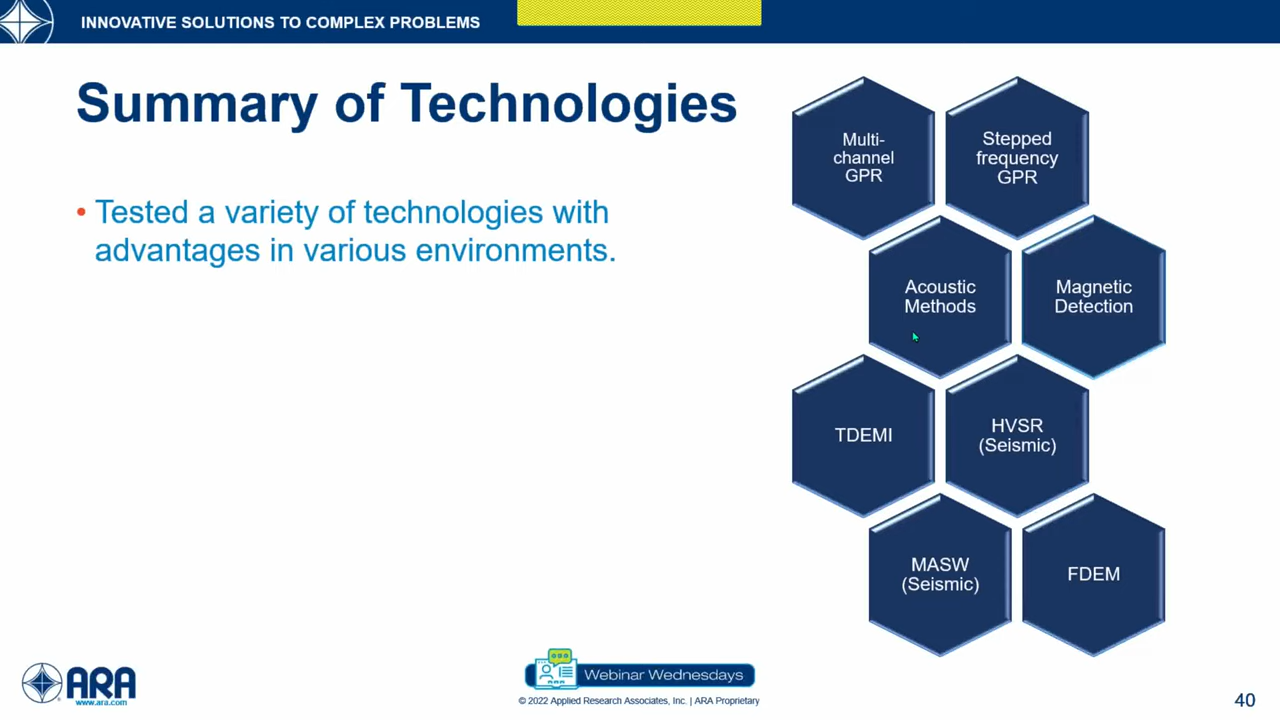 INNOVATIVE SOLUTIONS TO COMPLEX PROBLEMS
Summary of Technologies
• Tested a variety of technologies with
advantages in various environments.
Multi-
channel
GPR
Stepped
frequency
GPR
Acoustic
Methods
Magnetic
Detection
TDEMI
HVSR
(Seismic)
MASW
(Seismic)
FDEM
ARA
www.ara.com
Webinar Wednesdays
© 2022 Applied Research Associates, Inc. | ARA Proprietary
40